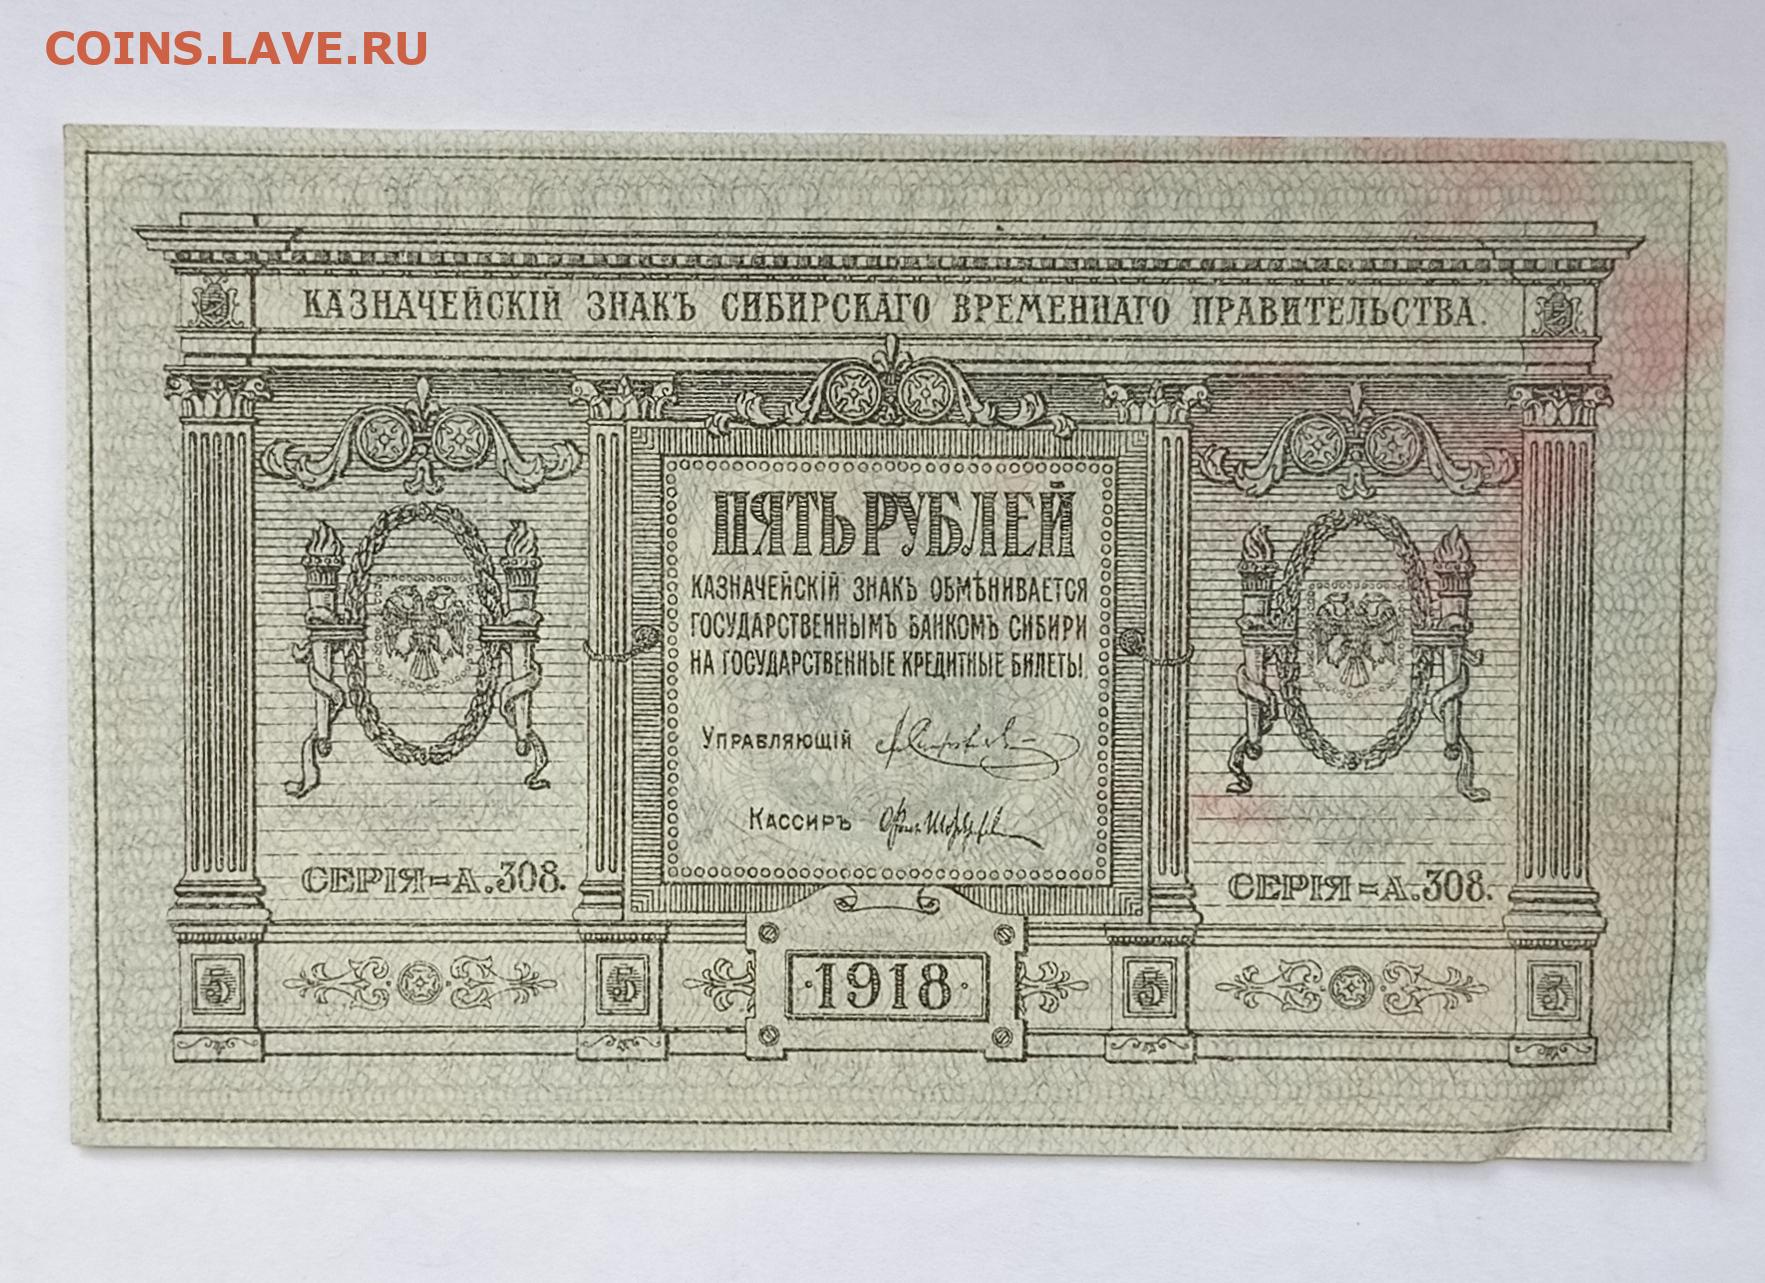 COINS.LAVE.RU
КАЗНАЧЕЙСКІЙ ЗНАКЪ СИБИРСКАГО ВРЕМЕННАГО ПРАВИТЕЛЬСТВА.
ПЯТЬ РУБЛЕЙ
КАЗНАЧЕЙСКІЙ ЗНАКЪ ОБМѢНИВАЕТСЯ
ГОСУДАРСТВЕННЫМЪ БАНКОМЪ СИБИРИ
НА ГОСУДАРСТВЕННЫЕ КРЕДИТНЫЕ БИЛЕТЫ.
УПРАВЛЯЮЩІЙ
КАССИРЪ
СЕРІЯ=А.308.
СЕРІЯ=А.308.
5
5
·1918·
5
5